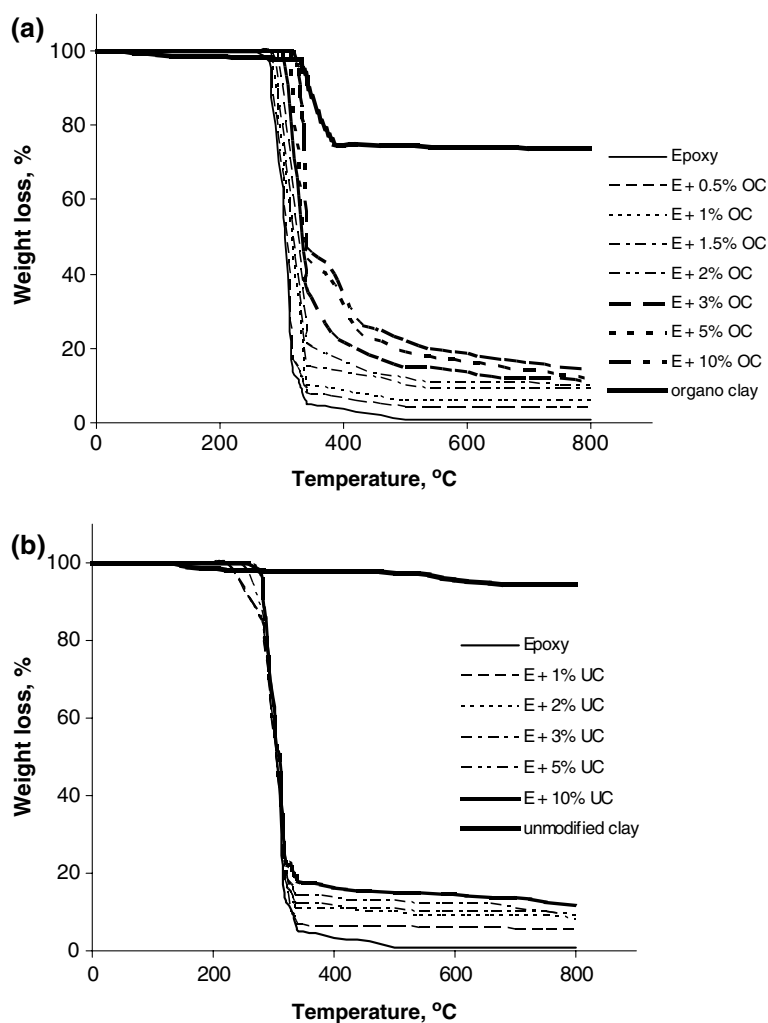 (a)
100
80
60
40
20
0
Weight loss, %
0 200 400 600 800
Temperature, °C
Epoxy
E + 0.5% OC
E + 1% OC
E + 1.5% OC
E + 2% OC
E + 3% OC
E + 5% OC
E + 10% OC
organo clay
(b)
100
80
60
40
20
0
Weight loss, %
0 200 400 600 800
Temperature, °C
Epoxy
E + 1% UC
E + 2% UC
E + 3% UC
E + 5% UC
E + 10% UC
unmodified clay